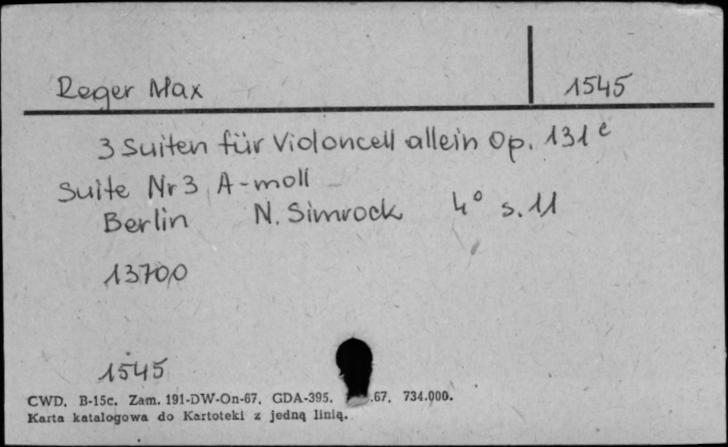 Reger Max 1545
3 Suiten für Violoncell allein Op. 131c
Suite Nr 3 A-moll
Berlin N. Simrock 4° s. 11
13700
1545
CWD. B-15c. Zam. 191-DW-On-67. GDA-395. .67. 734.000.
Karta katalogowa do Kartoteki z jedną linią.